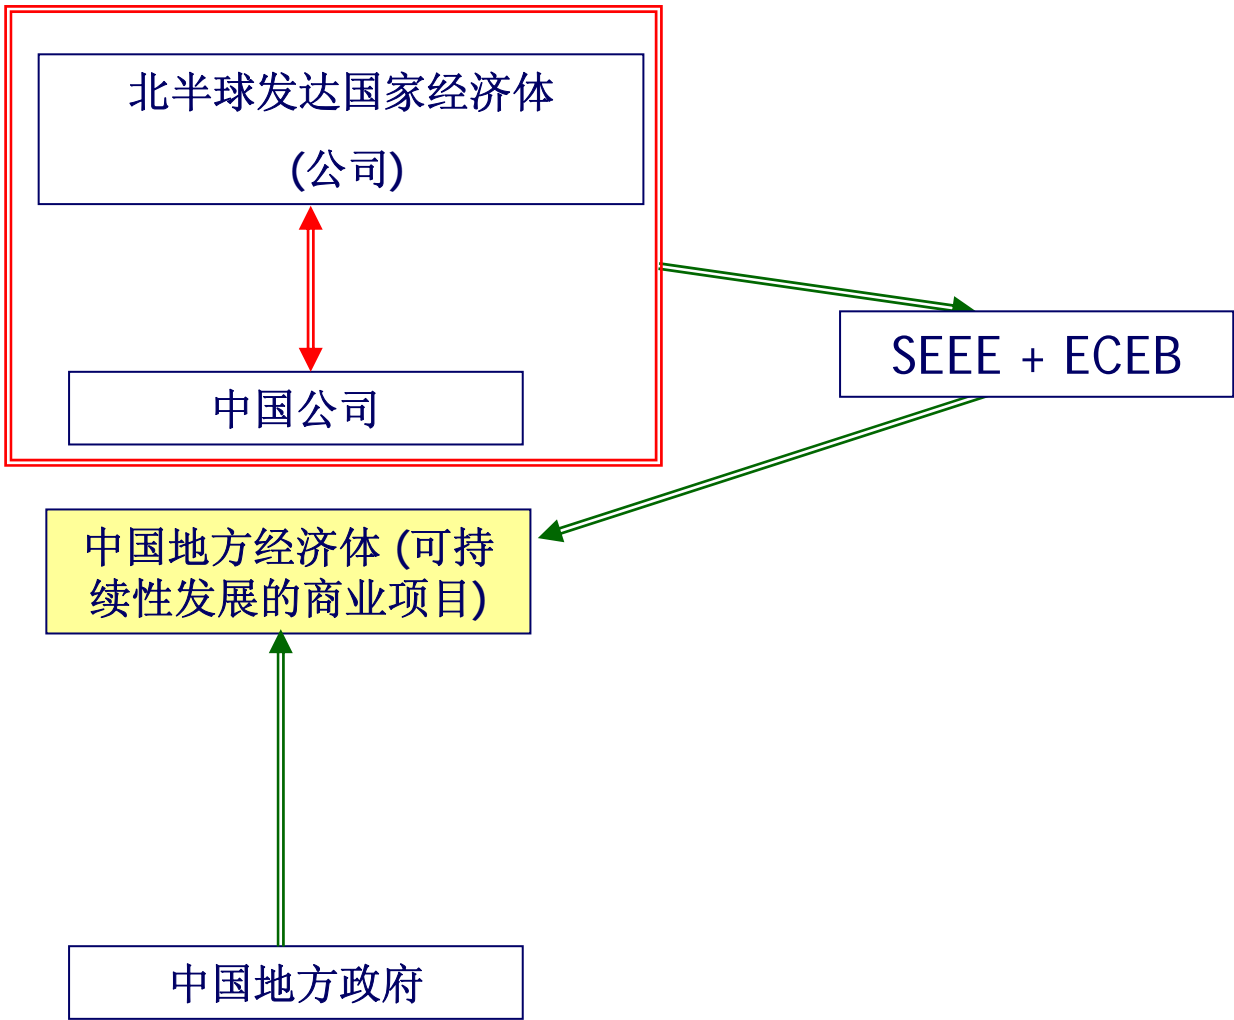 北半球发达国家经济体
(公司)
中国公司
SEEE + ECEB
中国地方经济体 (可持
续性发展的商业项目)
中国地方政府